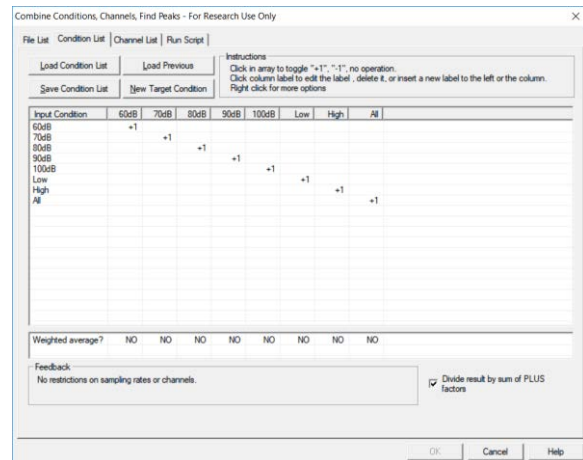 Combine Conditions, Channels, Find Peaks - For Research Use Only
File List Condition List Channel List Run Script
Load Condition List Load Previous
Save Condition List New Target Condition
Instructions
Click in array to toggle "+1", "-1", no operation.
Click column label to edit the label , delete it, or insert a new label to the left or the column.
Right click for more options
Input Condition 60dB 70dB 80dB 90dB 100dB Low High All
60dB +1
70dB +1
80dB +1
90dB +1
100dB +1
Low +1
High +1
All +1
Weighted average? NO NO NO NO NO NO NO NO
Feedback
No restrictions on sampling rates or channels.
Divide result by sum of PLUS
factors
OK Cancel Help